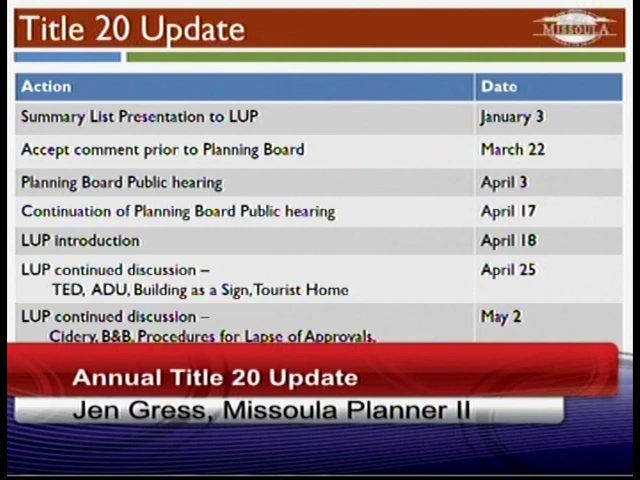 Title 20 Update
MISSOULA
Action Date
Summary List Presentation to LUP January 3
Accept comment prior to Planning Board March 22
Planning Board Public hearing April 3
Continuation of Planning Board Public hearing April 17
LUP introduction April 18
LUP continued discussion – April 25
TED, ADU, Building as a Sign, Tourist Home
LUP continued discussion – May 2
Cidery, B&B, Procedures for Lapse of Approvals,
Annual Title 20 Update
Jen Gress, Missoula Planner II